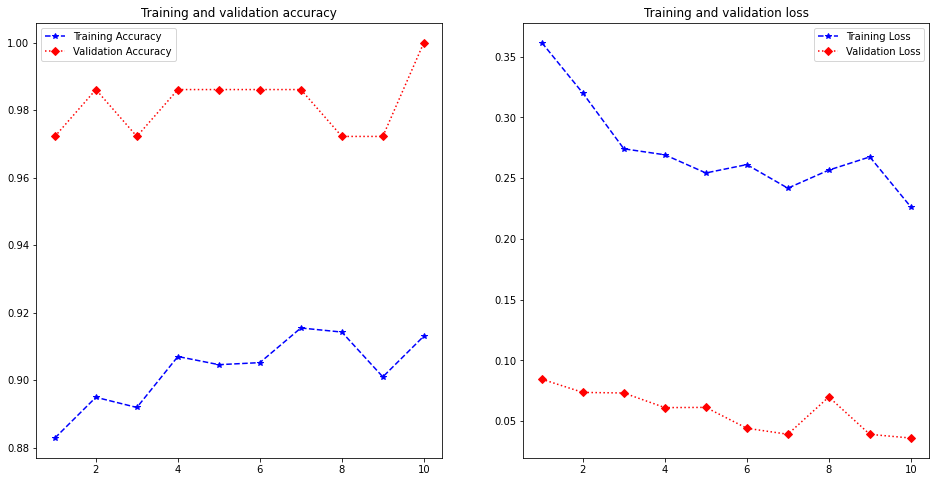 Training and validation accuracy
Training Accuracy
Validation Accuracy
1.00
0.98
0.96
0.94
0.92
0.90
0.88
2 4 6 8 10
Training and validation loss
Training Loss
Validation Loss
0.35
0.30
0.25
0.20
0.15
0.10
0.05
2 4 6 8 10